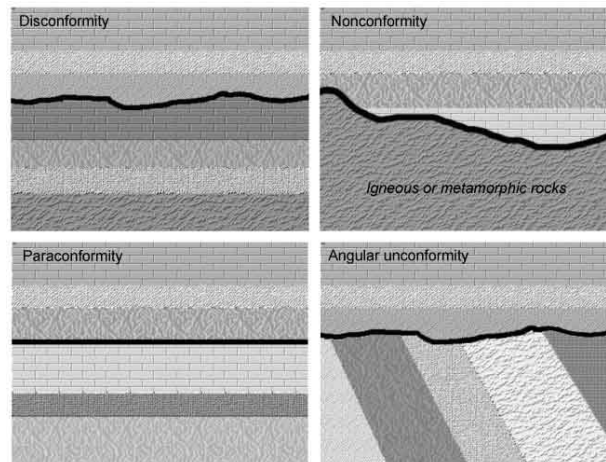 Disconformity
Nonconformity
Igneous or metamorphic rocks
Paraconformity
Angular unconformity